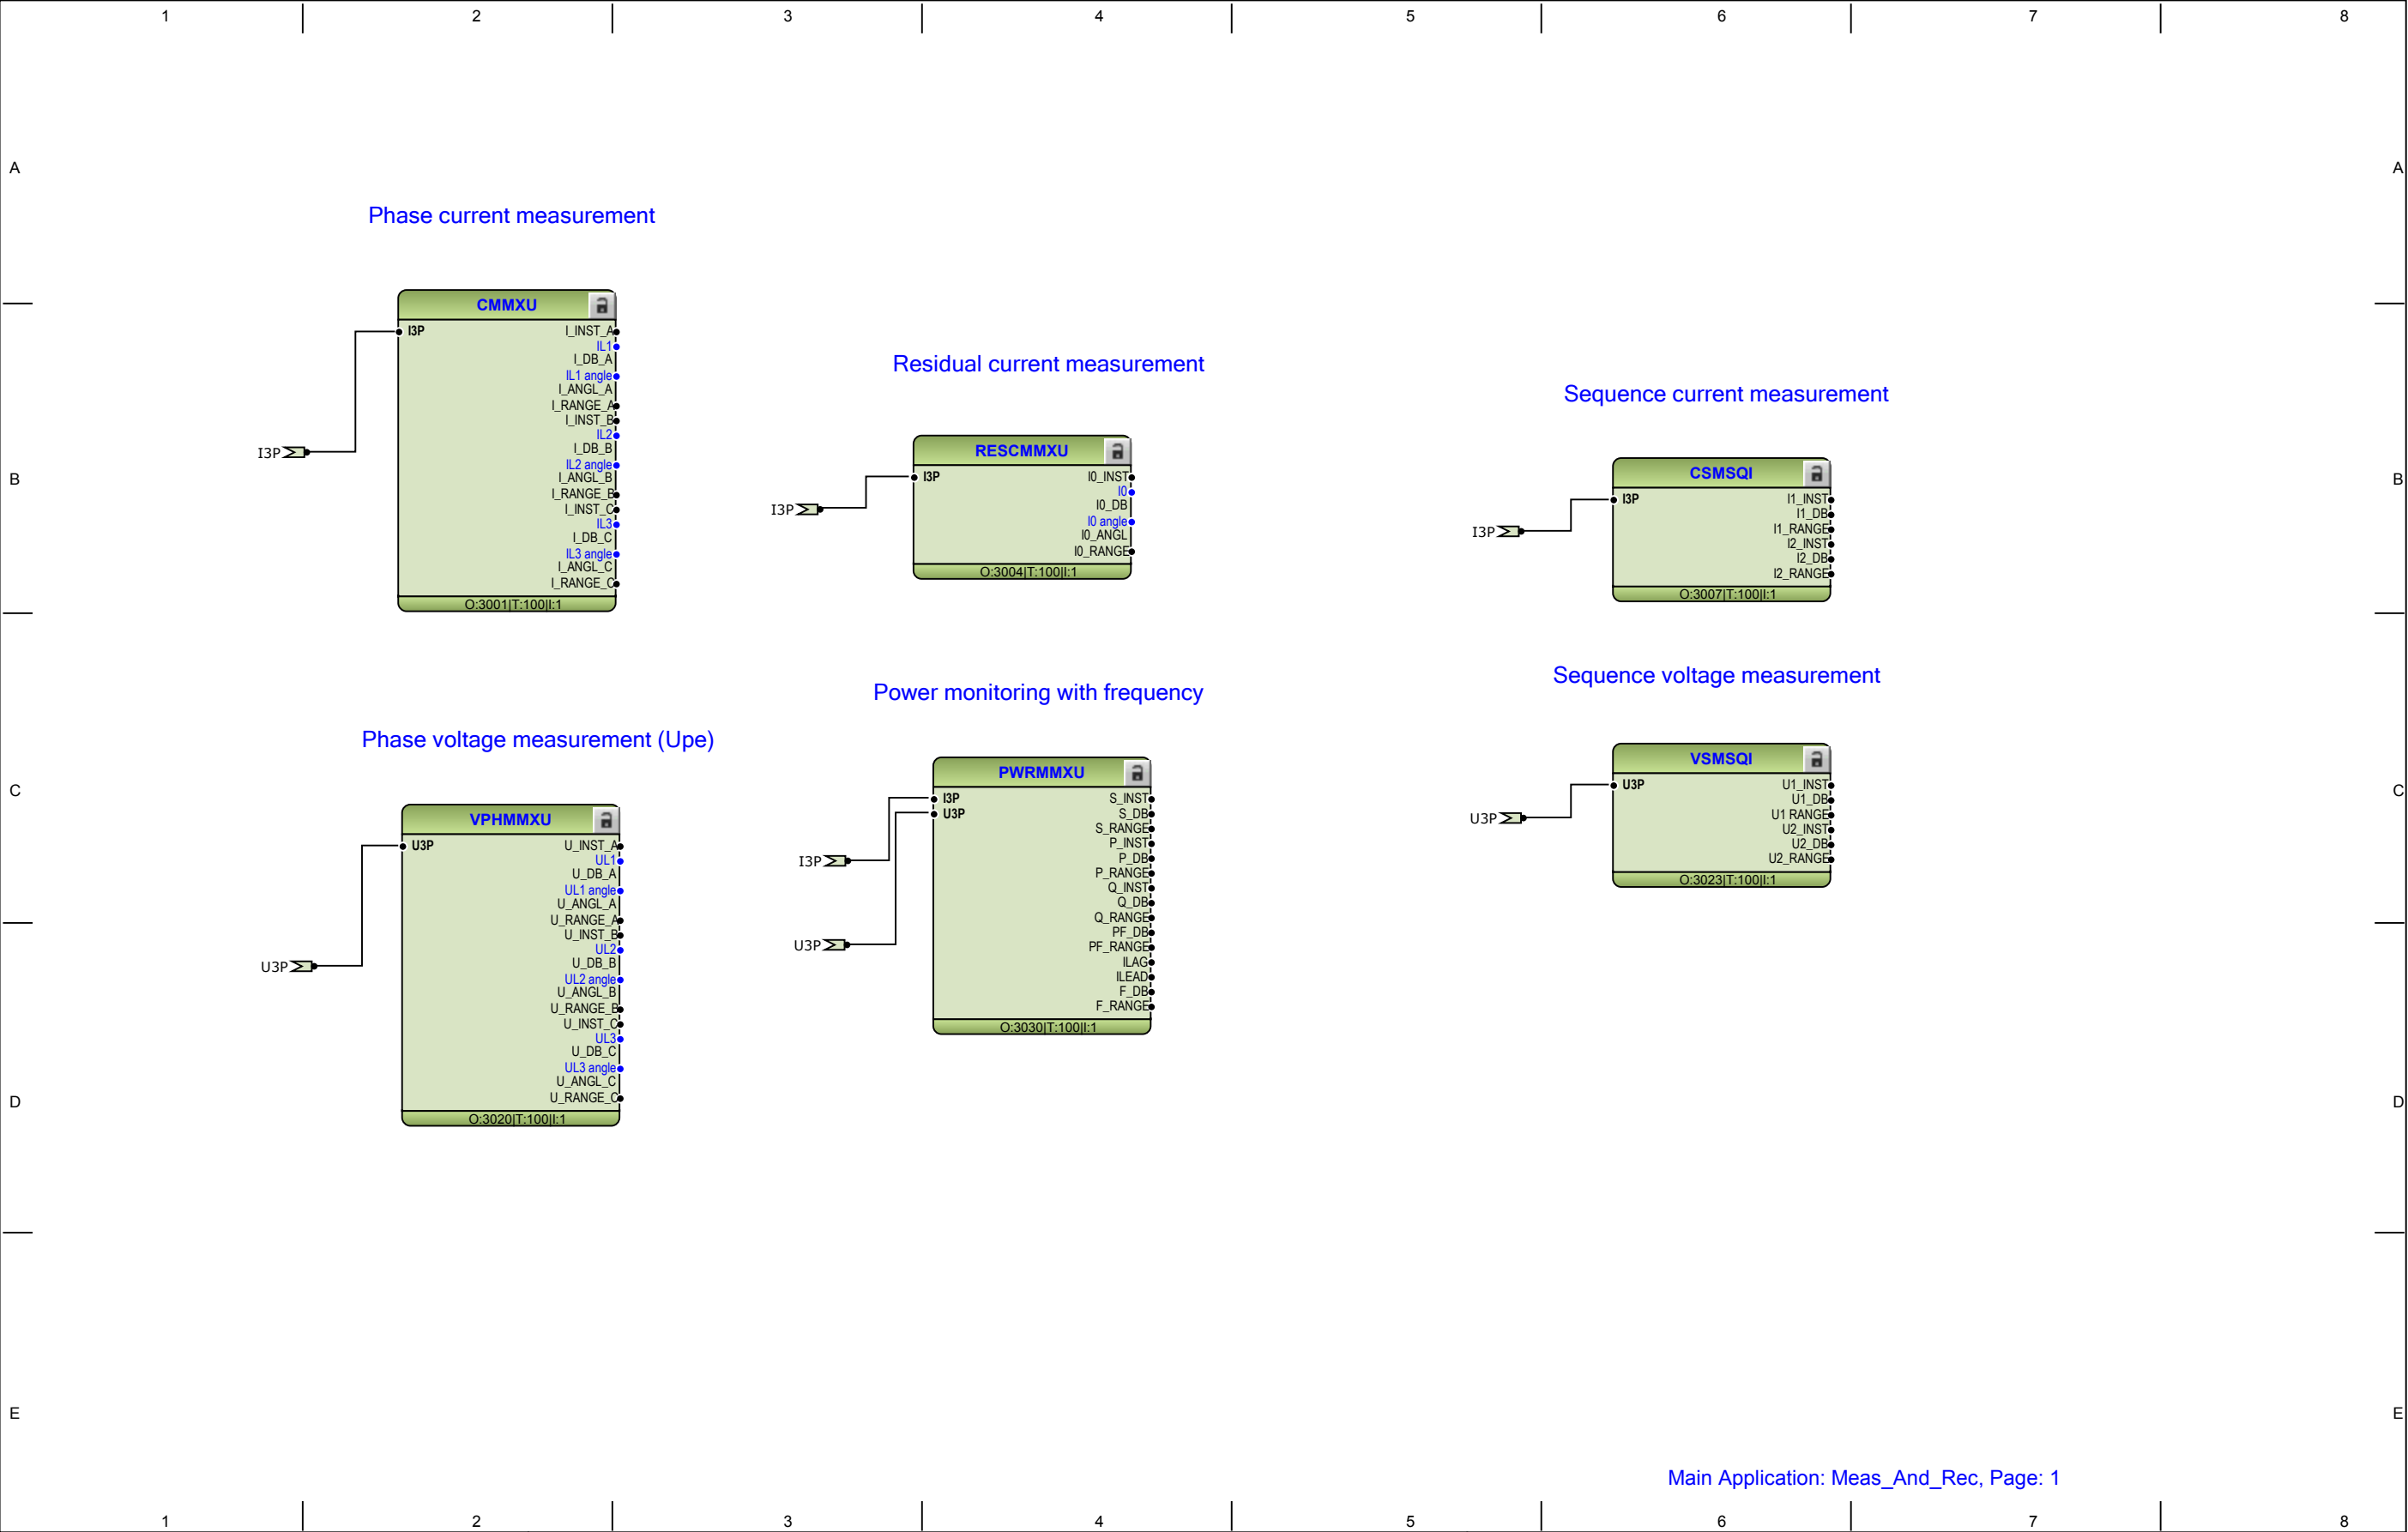 1 2 3 4 5 6 7 8
A A
Phase current measurement
CMMXU
I3P I_INST_A
IL1
I_DB_A
IL1 angle
I_ANGL_A
I_RANGE_A
I_INST_B
IL2
I_DB_B
IL2 angle
I_ANGL_B
I_RANGE_B
I_INST_C
IL3
I_DB_C
IL3 angle
I_ANGL_C
I_RANGE_C
O:3001|T:100|I:1
I3P
Residual current measurement
RESCMMXU
I3P I0_INST
I0
I0_DB
I0 angle
I0_ANGL
I0_RANGE
O:3004|T:100|I:1
I3P
Sequence current measurement
CSMSQI
I3P I1_INST
I1_DB
I1_RANGE
I2_INST
I2_DB
I2_RANGE
O:3007|T:100|I:1
I3P
B B
Phase voltage measurement (Upe)
VPHMMXU
U3P U_INST_A
UL1
U_DB_A
UL1 angle
U_ANGL_A
U_RANGE_A
U_INST_B
UL2
U_DB_B
UL2 angle
U_ANGL_B
U_RANGE_B
U_INST_C
UL3
U_DB_C
UL3 angle
U_ANGL_C
U_RANGE_C
O:3020|T:100|I:1
U3P
Power monitoring with frequency
PWRMMXU
I3P S_INST
U3P S_DB
S_RANGE
P_INST
P_DB
P_RANGE
Q_INST
Q_DB
Q_RANGE
PF_DB
PF_RANGE
ILAG
ILEAD
F_DB
F_RANGE
O:3030|T:100|I:1
I3P
U3P
Sequence voltage measurement
VSMSQI
U3P U1_INST
U1_DB
U1 RANGE
U2_INST
U2_DB
U2_RANGE
O:3023|T:100|I:1
U3P
C C
D D
E E
Main Application: Meas_And_Rec, Page: 1
1 2 3 4 5 6 7 8